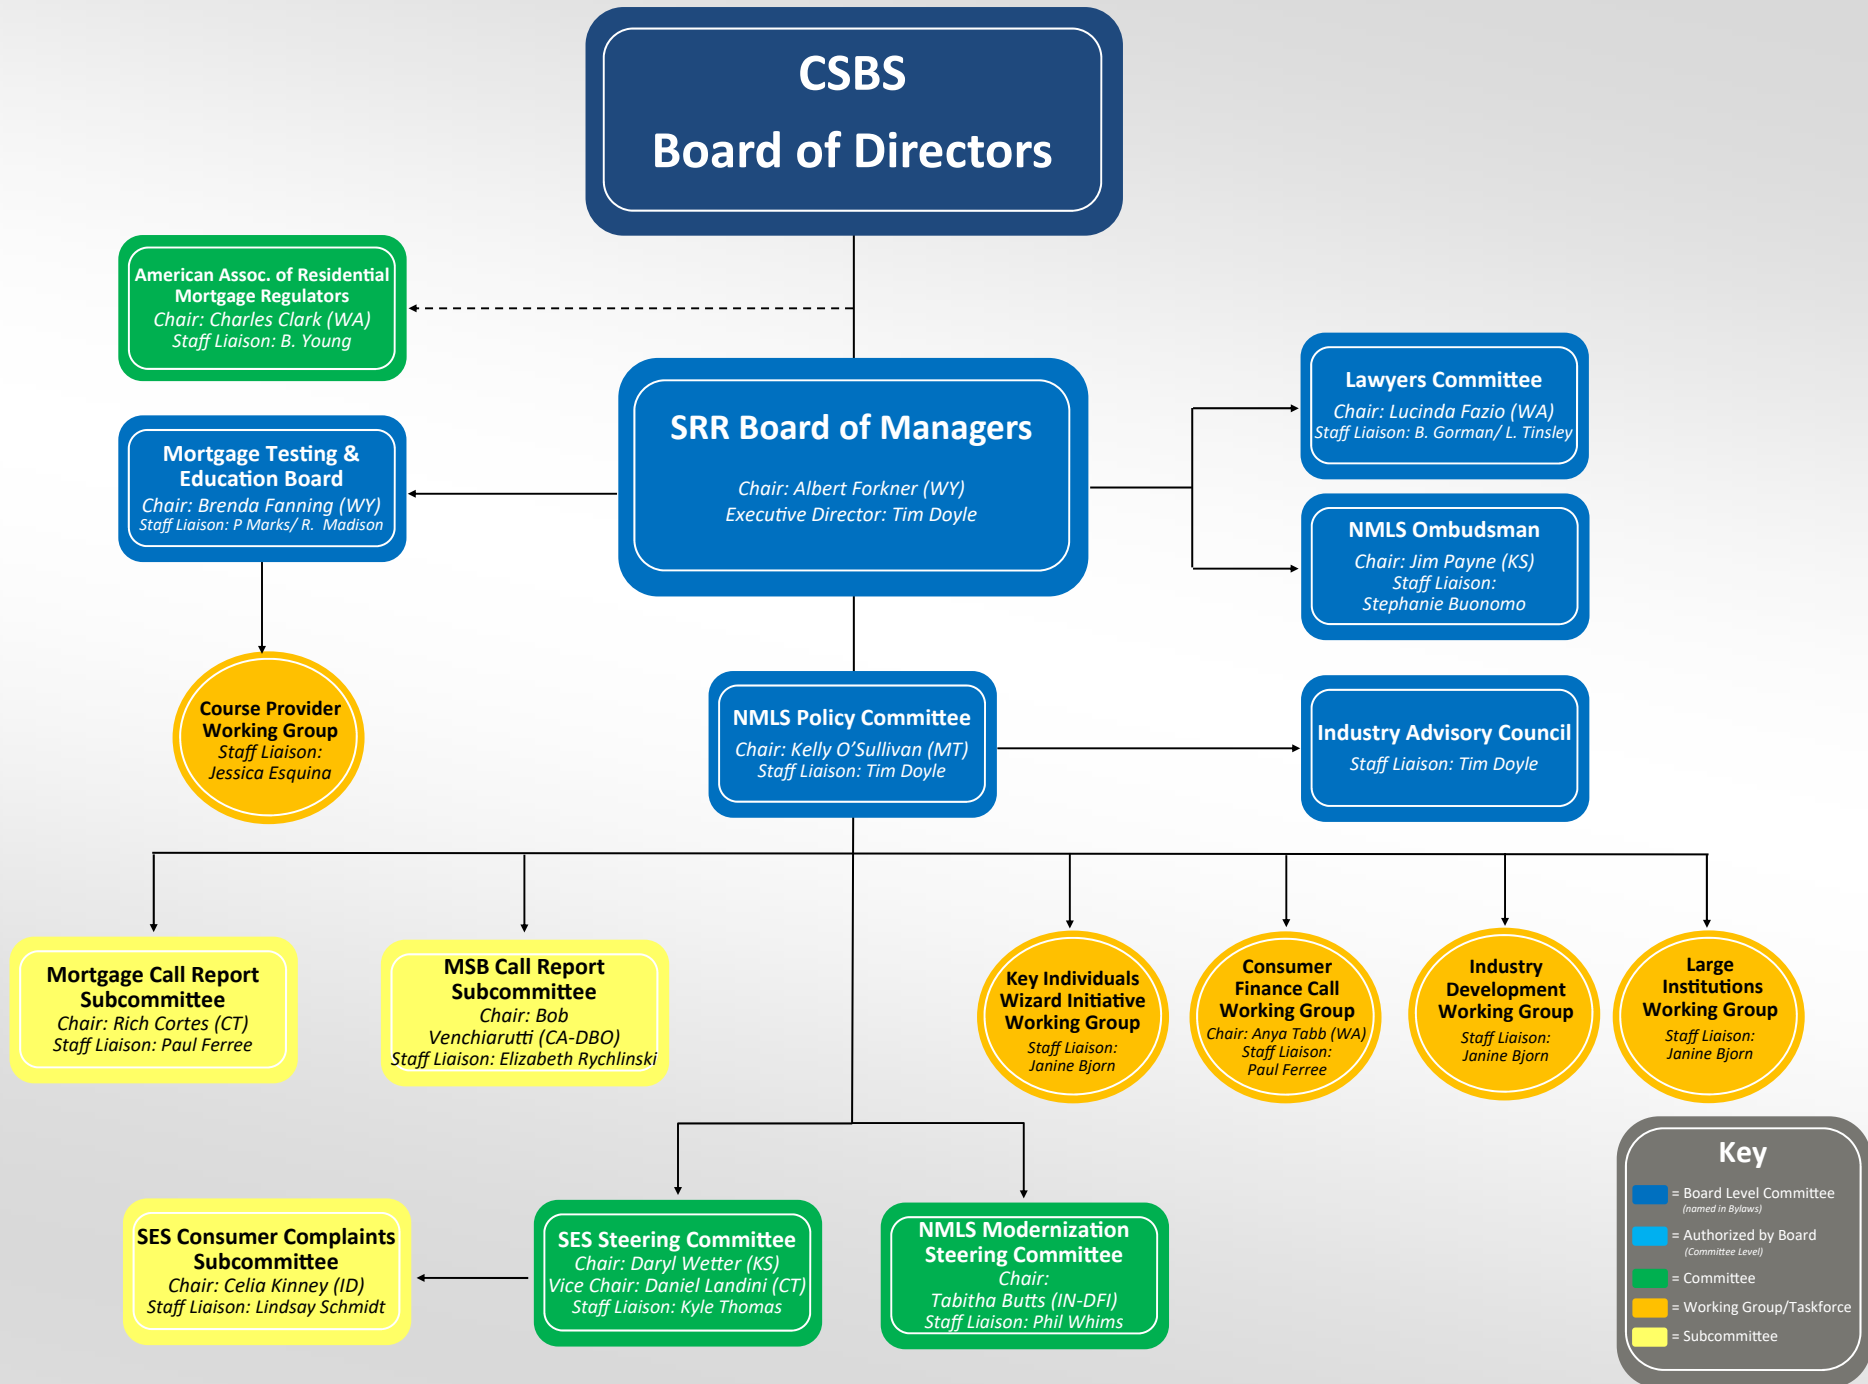 CSBS
Board of Directors
American Assoc. of Residential
Mortgage Regulators
Chair: Charles Clark (WA)
Staff Liaison: B. Young
SRR Board of Managers
Chair: Albert Forkner (WY)
Executive Director: Tim Doyle
Lawyers Committee
Chair: Lucinda Fazio (WA)
Staff Liaison: B. Gorman/ L. Tinsley
Mortgage Testing &
Education Board
Chair: Brenda Fanning (WY)
Staff Liaison: P Marks/ R.  Madison
NMLS Ombudsman
Chair: Jim Payne (KS)
Staff Liaison:
Stephanie Buonomo
Course Provider
Working Group
Staff Liaison:
Jessica Esquina
NMLS Policy Committee
Chair: Kelly O’Sullivan (MT)
Staff Liaison: Tim Doyle
Industry Advisory Council
Staff Liaison: Tim Doyle
Mortgage Call Report
Subcommittee
Chair: Rich Cortes (CT)
Staff Liaison: Paul Ferree
MSB Call Report
Subcommittee
Chair: Bob
Venchiarutti (CA-DBO)
Staff Liaison: Elizabeth Rychlinski
Key Individuals
Wizard Initiative
Working Group
Staff Liaison:
Janine Bjorn
Consumer
Finance Call
Working Group
Chair: Anya Tabb (WA)
Staff Liaison:
Paul Ferree
Industry
Development
Working Group
Staff Liaison:
Janine Bjorn
Large
Institutions
Working Group
Staff Liaison:
Janine Bjorn
SES Consumer Complaints
Subcommittee
Chair: Celia Kinney (ID)
Staff Liaison: Lindsay Schmidt
SES Steering Committee
Chair: Daryl Wetter (KS)
Vice Chair: Daniel Landini (CT)
Staff Liaison: Kyle Thomas
NMLS Modernization
Steering Committee
Chair:
Tabitha Butts (IN-DFI)
Staff Liaison: Phil Whims
Key
= Board Level Committee
(named in Bylaws)
= Authorized by Board
(Committee Level)
= Committee
= Working Group/Taskforce
= Subcommittee